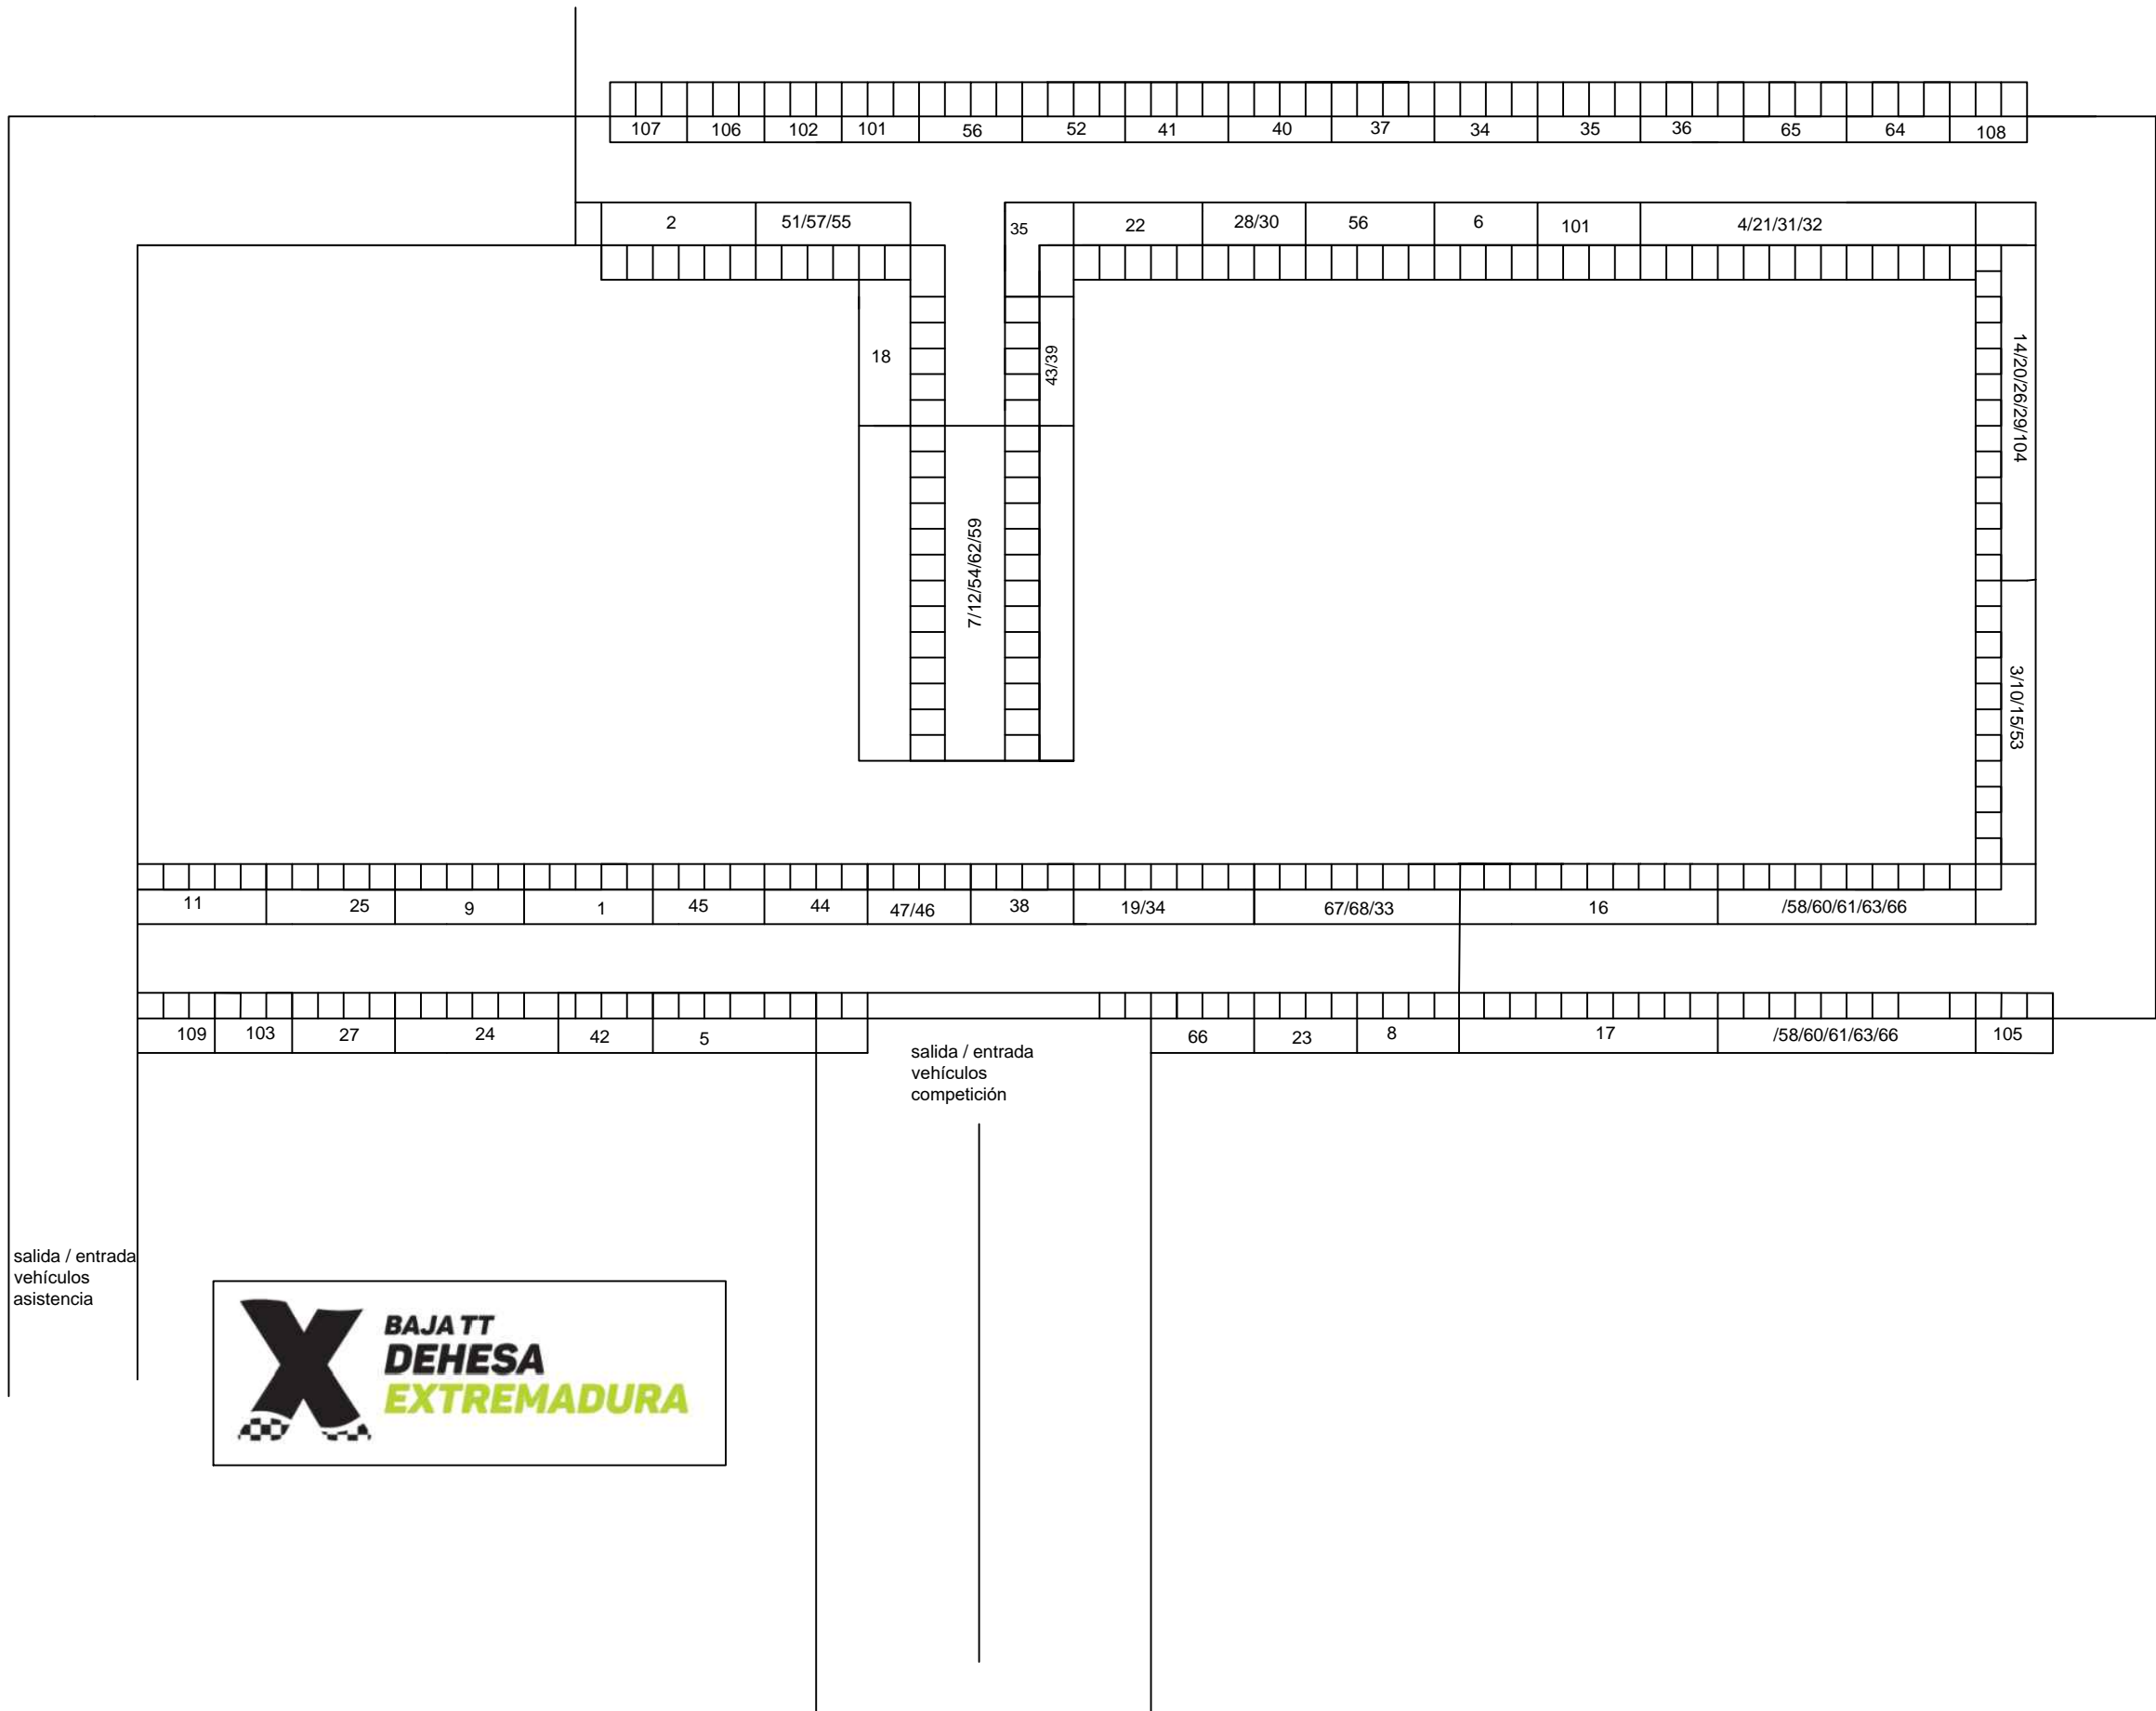 107 106 102 101 56 52 41 40 37 34 35 36 65 64 108
2 51/57/55 35 22 28/30 56 6 101 4/21/31/32
18 43/39 14/20/26/29/104
7/12/54/62/59
3/10/15/53
11 25 9 1 45 44 47/46 38 19/34 67/68/33 16 /58/60/61/63/66
109 103 27 24 42 5 66 23 8 17 /58/60/61/63/66 105
salida / entrada
vehículos
competición
salida / entrada
vehículos
asistencia
BAJA TT
DEHESA
EXTREMADURA